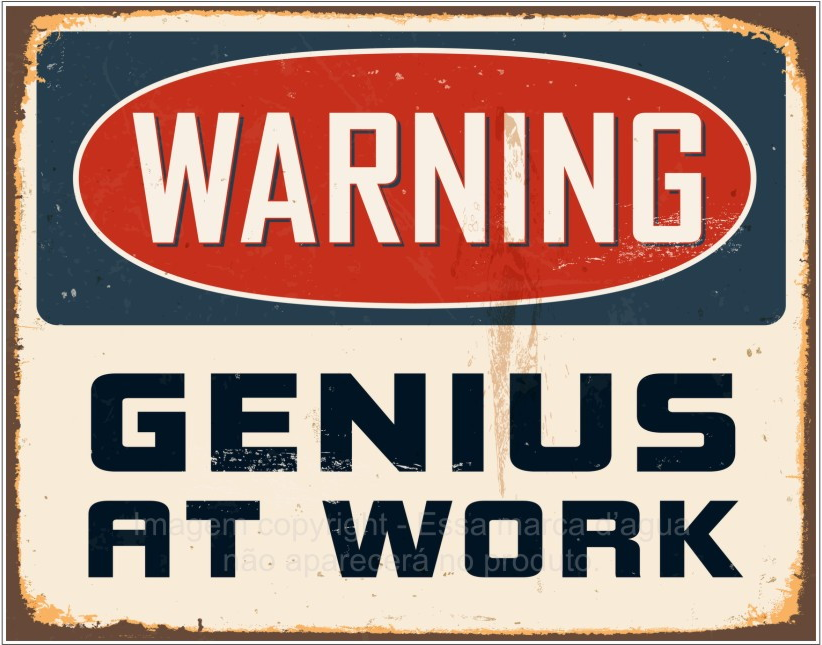 WARNING
GENIUS
AT WORK
Imagem copyright - Essa marca d'agua
não aparecerá no produto.